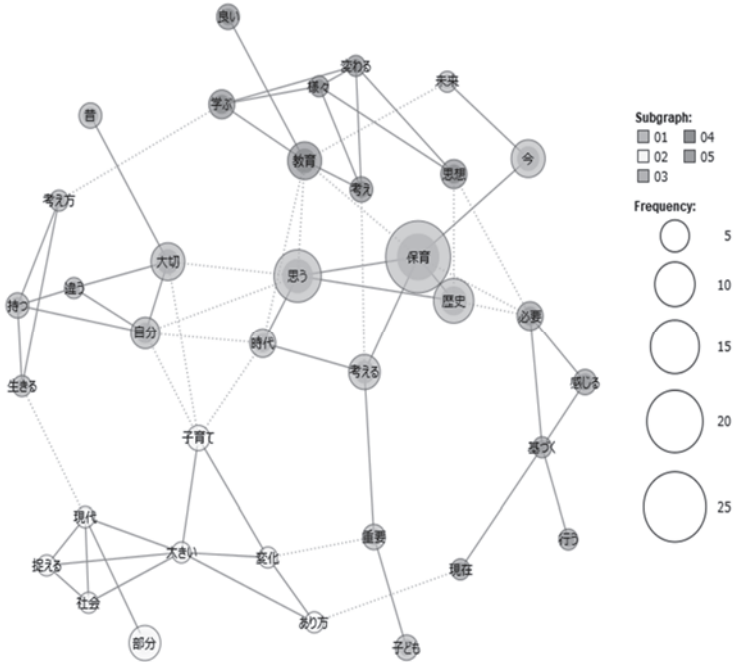 良い
変わる
様々
未来
学ぶ
昔
教育
今
思想
考え
考え方
保育
大切
思う
違う
歴史
持つ
自分
時代
必要
考える
生きる
感じる
子育て
基づく
現代
重要
行う
大きい
変化
捉える
現在
社会
あり方
部分
子ども
Subgraph:
01 04
02 05
03
Frequency:
5
10
15
20
25